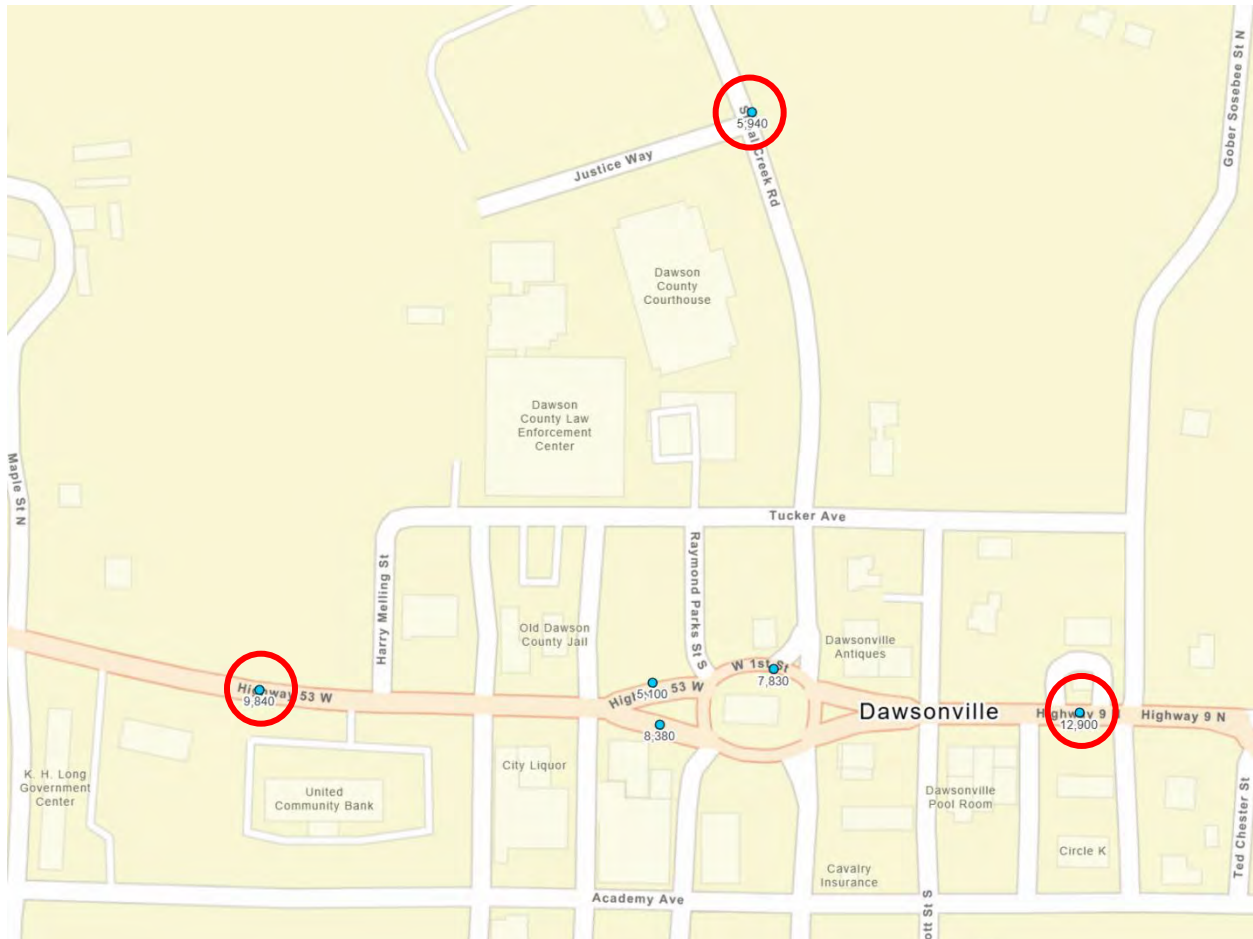 Gober Sosebee St N
5,940
Creek Rd
Justice Way
Dawson
County
Courthouse
Dawson
County Law
Enforcement
Center
Maple St N
Tucker Ave
Harry Melling St
Raymond Parks St S
Old Dawson
County Jail
Dawsonville
Antiques
W 1st St
7,830
Highway 53 W
9,840
53 W
5,100
8,380
Dawsonville
Highway 9 N
12,900
Highway 9 N
City Liquor
K. H. Long
Government
Center
United
Community Bank
Dawsonville
Pool Room
Ted Chester St
Circle K
Cavalry
Insurance
Academy Ave
St S